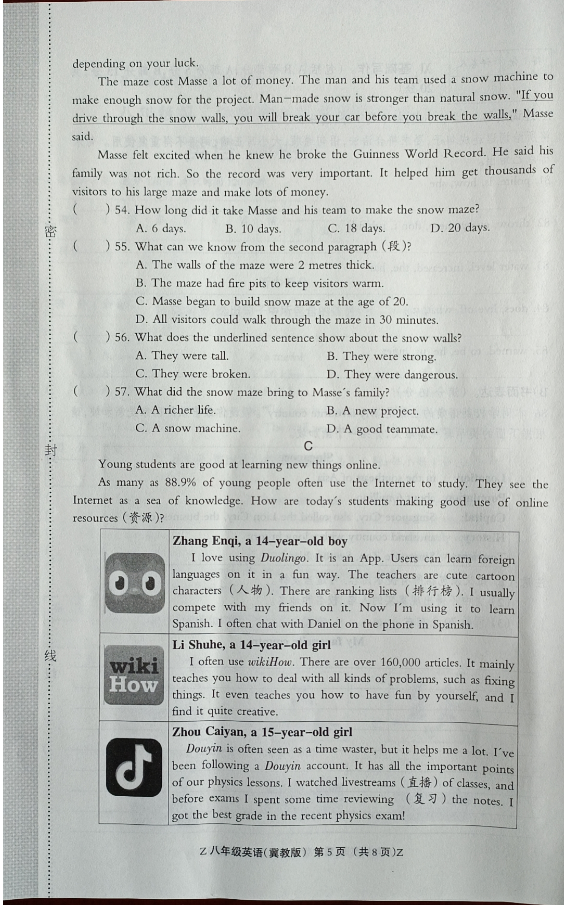 depending on your luck.
The maze cost Masse a lot of money. The man and his team used a snow machine to
make enough snow for the project. Man-made snow is stronger than natural snow. "If you
drive through the snow walls, you will break your car before you break the walls," Masse
said.
Masse felt excited when he knew he broke the Guinness World Record. He said his
family was not rich. So the record was very important. It helped him get thousands of
visitors to his large maze and make lots of money.
( ) 54. How long did it take Masse and his team to make the snow maze?
A. 6 days. B. 10 days. C. 18 days. D. 20 days.
密
( ) 55. What can we know from the second paragraph (段)?
A. The walls of the maze were 2 metres thick.
B. The maze had fire pits to keep visitors warm.
C. Masse began to build snow maze at the age of 20.
D. All visitors could walk through the maze in 30 minutes.
( ) 56. What does the underlined sentence show about the snow walls?
A. They were tall. B. They were strong.
C. They were broken. D. They were dangerous.
( ) 57. What did the snow maze bring to Masse's family?
A. A richer life. B. A new project.
C. A snow machine. D. A good teammate.
封
C
Young students are good at learning new things online.
As many as 88.9% of young people often use the Internet to study. They see the
Internet as a sea of knowledge. How are today's students making good use of online
resources (资源)?
Zhang Enqi, a 14-year-old boy
I love using Duolingo. It is an App. Users can learn foreign
languages on it in a fun way. The teachers are cute cartoon
characters (人物). There are ranking lists (排行榜). I usually
compete with my friends on it. Now I'm using it to learn
Spanish. I often chat with Daniel on the phone in Spanish.
线
wiki
How
Li Shuhe, a 14-year-old girl
I often use wikiHow. There are over 160,000 articles. It mainly
teaches you how to deal with all kinds of problems, such as fixing
things. It even teaches you how to have fun by yourself, and I
find it quite creative.
Zhou Caiyan, a 15-year-old girl
Douyin is often seen as a time waster, but it helps me a lot. I've
been following a Douyin account. It has all the important points
of our physics lessons. I watched livestreams (直播) of classes, and
before exams I spent some time reviewing (复习) the notes. I
got the best grade in the recent physics exam!
Z 八年级英语(冀教版) 第 5 页 (共 8 页)Z